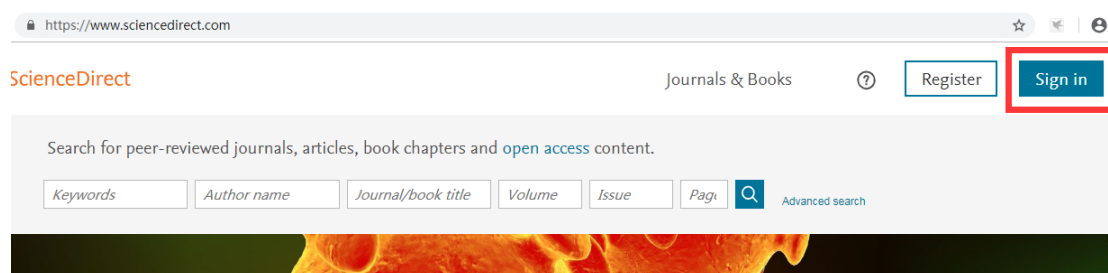 https://www.sciencedirect.com
ScienceDirect
Journals & Books
?
Register
Sign in
Search for peer-reviewed journals, articles, book chapters and open access content.
Keywords
Author name
Journal/book title
Volume
Issue
Advanced search